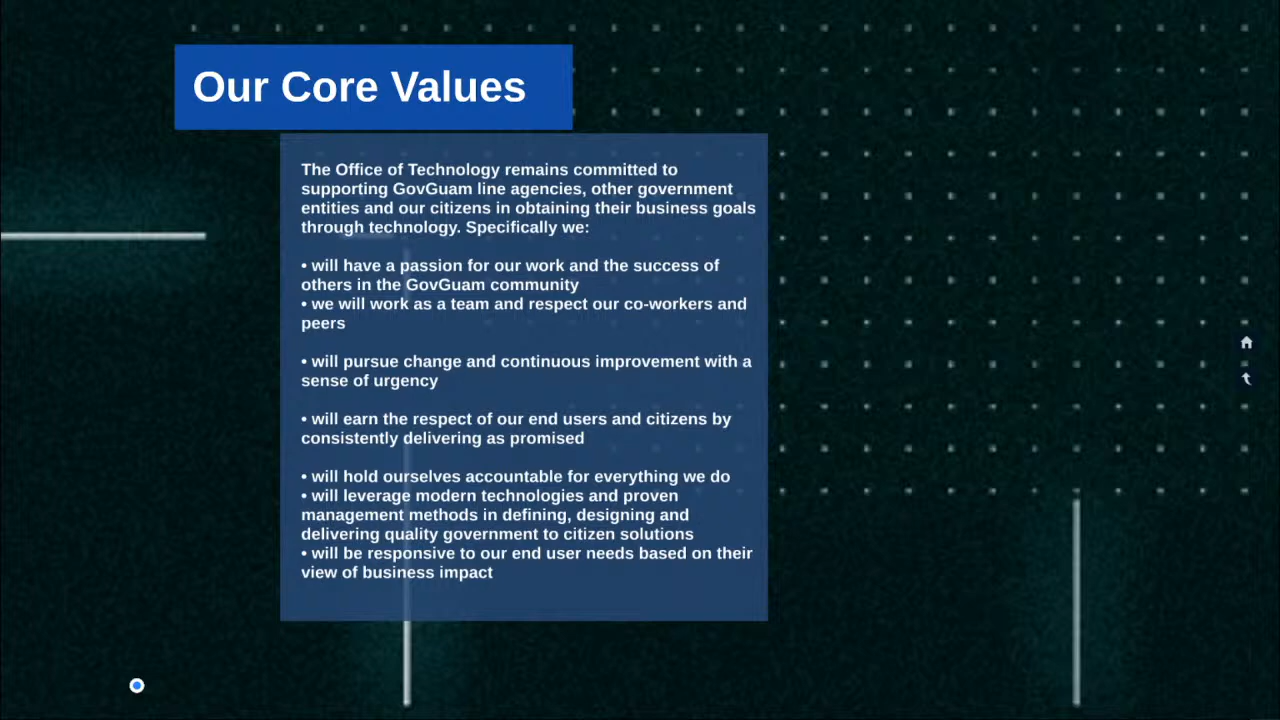 Our Core Values
The Office of Technology remains committed to
supporting GovGuam line agencies, other government
entities and our citizens in obtaining their business goals
through technology. Specifically we:
• will have a passion for our work and the success of
others in the GovGuam community
• we will work as a team and respect our co-workers and
peers
• will pursue change and continuous improvement with a
sense of urgency
• will earn the respect of our end users and citizens by
consistently delivering as promised
• will hold ourselves accountable for everything we do
• will leverage modern technologies and proven
management methods in defining, designing and
delivering quality government to citizen solutions
• will be responsive to our end user needs based on their
view of business impact